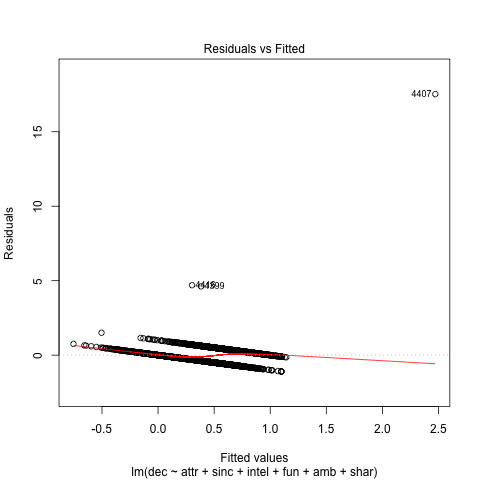 Residuals vs Fitted
Residuals
15
10
5
0
4407
-0.5 0.0 0.5 1.0 1.5 2.0 2.5
Fitted values
lm(dec ~ attr + sinc + intel + fun + amb + shar)